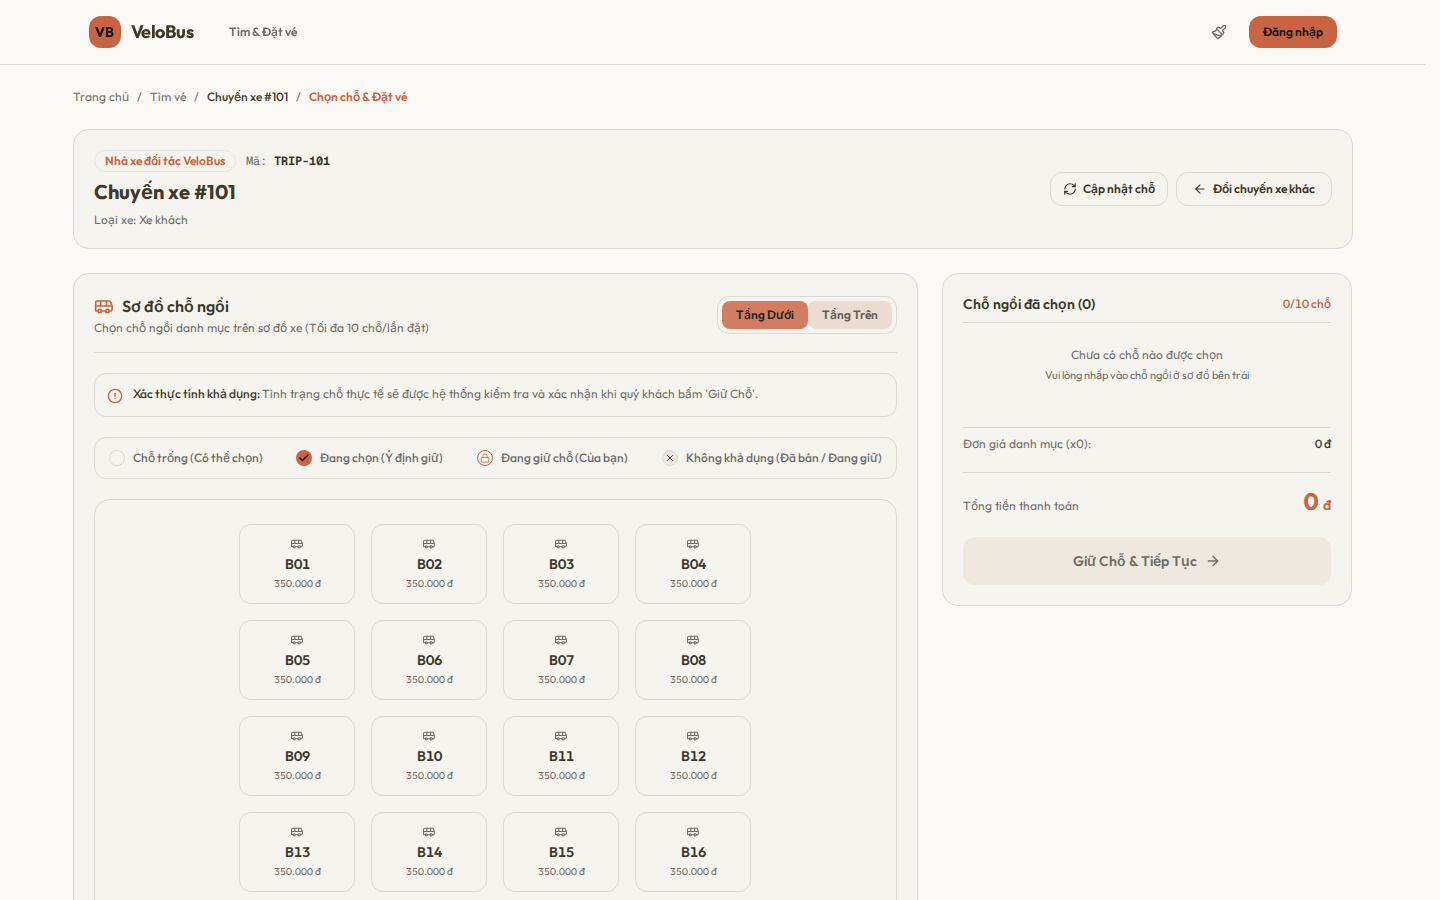 VB VeloBus Tìm & Đặt vé Đăng nhập
Trang chủ / Tìm vé / Chuyến xe #101 / Chọn chỗ & Đặt vé
Nhà xe đối tác VeloBus Mã: TRIP-101
Chuyến xe #101
Loại xe: Xe khách
Cập nhật chỗ
Đổi chuyến xe khác
Sơ đồ chỗ ngồi
Chọn chỗ ngồi danh mục trên sơ đồ xe (Tối đa 10 chỗ/lần đặt)
Tầng Dưới Tầng Trên
Xác thực tính khả dụng: Tình trạng chỗ thực tế sẽ được hệ thống kiểm tra và xác nhận khi quý khách bấm 'Giữ Chỗ'.
Chỗ trống (Có thể chọn) Đang chọn (Ý định giữ) Đang giữ chỗ (Của bạn) Không khả dụng (Đã bán / Đang giữ)
B01 B02 B03 B04
350.000 đ 350.000 đ 350.000 đ 350.000 đ
B05 B06 B07 B08
350.000 đ 350.000 đ 350.000 đ 350.000 đ
B09 B10 B11 B12
350.000 đ 350.000 đ 350.000 đ 350.000 đ
B13 B14 B15 B16
350.000 đ 350.000 đ 350.000 đ 350.000 đ
Chỗ ngồi đã chọn (0) 0/10 chỗ
Chưa có chỗ nào được chọn
Vui lòng nhấp vào chỗ ngồi ở sơ đồ bên trái
Đơn giá danh mục (x0): 0 đ
Tổng tiền thanh toán 0 đ
Giữ Chỗ & Tiếp Tục